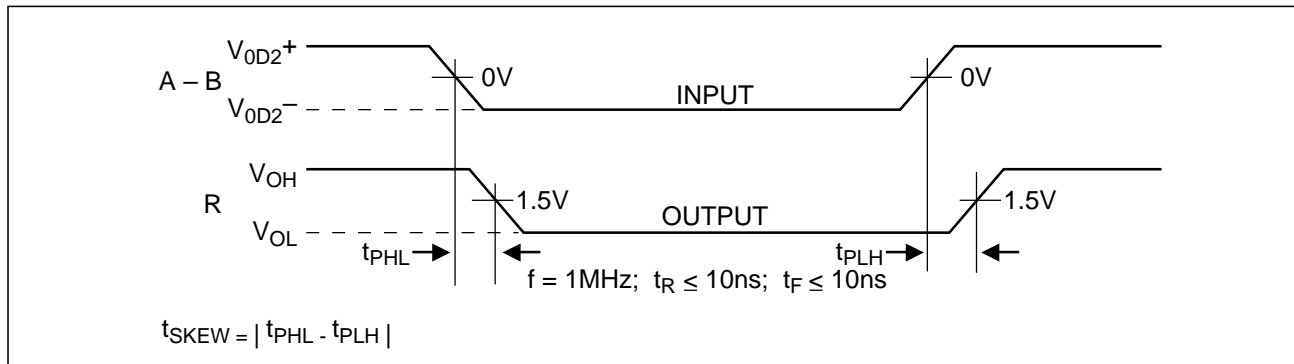 V0D2+
A – B
0V
0V
INPUT
V0D2–
VOH
R
1.5V
1.5V
OUTPUT
VOL
tPHL
tPLH
f = 1MHz; tR ≤ 10ns; tF ≤ 10ns
tSKEW = | tPHL - tPLH |